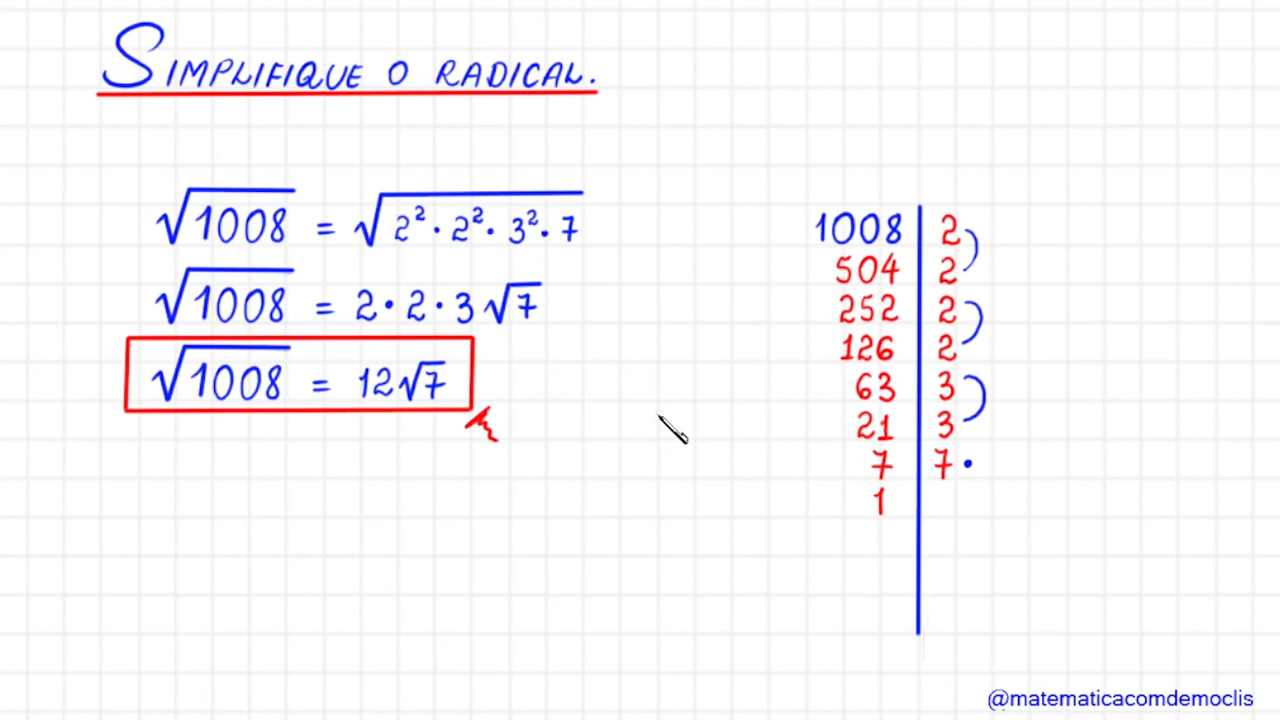 SIMPLIFIQUE O RADICAL.
√1008 = √2²·2²·3²·7
√1008 = 2·2·3√7
√1008 = 12√7
1008 | 2
504 | 2
252 | 2
126 | 2
63 | 3
21 | 3
7 | 7 ·
1
@matematicacomdemoclis